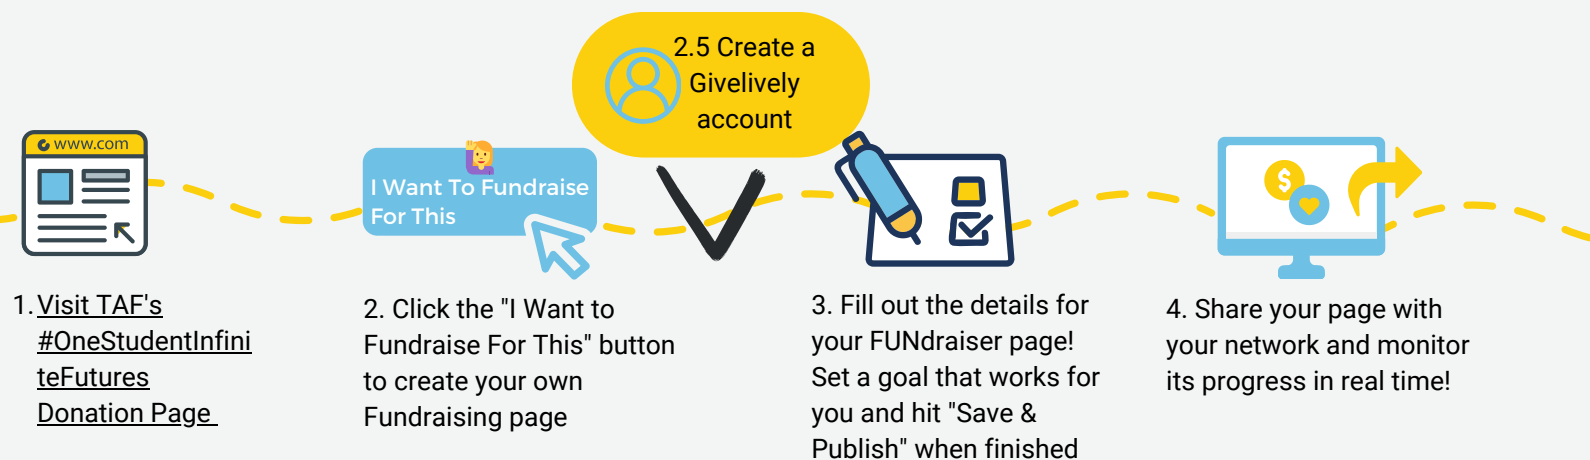 2.5 Create a
Givelively
account
www.com
I Want To Fundraise
For This
$
1. Visit TAF's
#OneStudentInfini
teFutures
Donation Page
2. Click the "I Want to
Fundraise For This" button
to create your own
Fundraising page
3. Fill out the details for
your FUNdraiser page!
Set a goal that works for
you and hit "Save &
Publish" when finished
4. Share your page with
your network and monitor
its progress in real time!